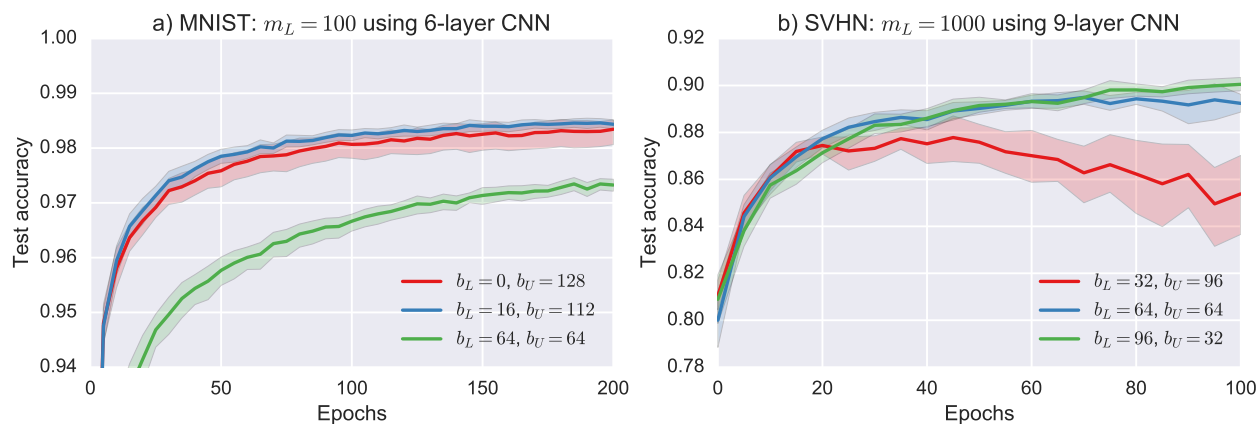 a) MNIST: m_L = 100 using 6-layer CNN
1.00
0.99
0.98
0.97
0.96
0.95
0.94
Test accuracy
0 50 100 150 200
Epochs
b_L = 0, b_U = 128
b_L = 16, b_U = 112
b_L = 64, b_U = 64
b) SVHN: m_L = 1000 using 9-layer CNN
0.92
0.90
0.88
0.86
0.84
0.82
0.80
0.78
Test accuracy
0 20 40 60 80 100
Epochs
b_L = 32, b_U = 96
b_L = 64, b_U = 64
b_L = 96, b_U = 32